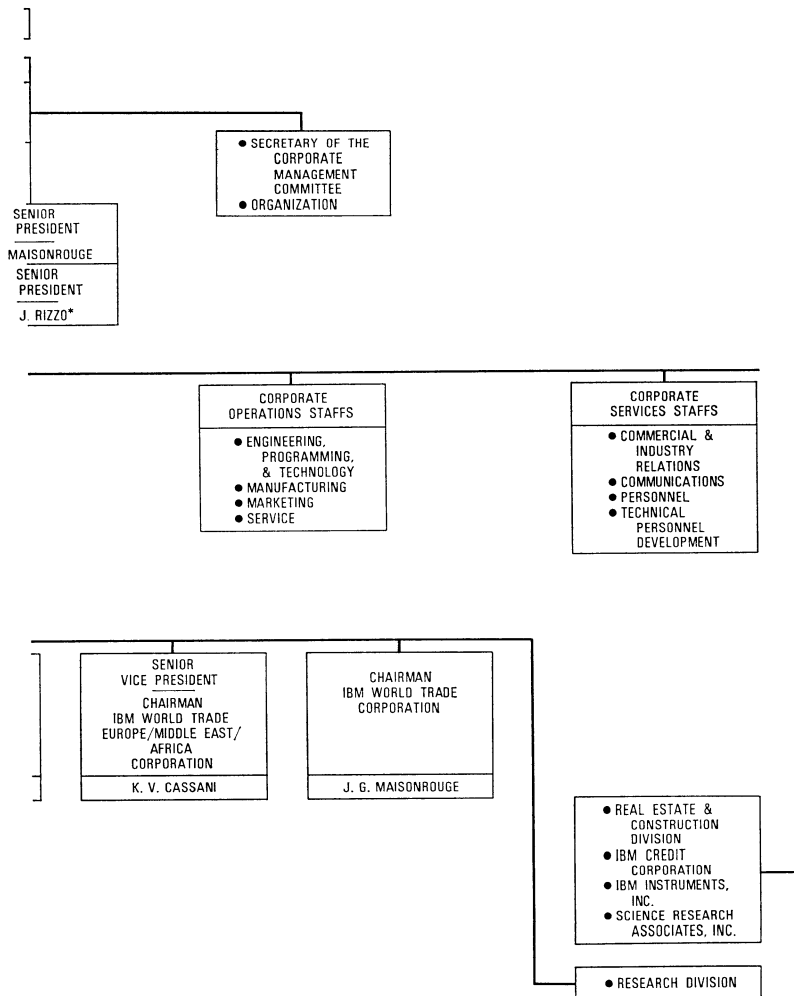 ● SECRETARY OF THE
CORPORATE
MANAGEMENT
COMMITTEE
● ORGANIZATION
SENIOR
PRESIDENT
MAISONROUGE
SENIOR
PRESIDENT
J. RIZZO*
CORPORATE
OPERATIONS STAFFS
● ENGINEERING,
PROGRAMMING,
& TECHNOLOGY
● MANUFACTURING
● MARKETING
● SERVICE
CORPORATE
SERVICES STAFFS
● COMMERCIAL &
INDUSTRY
RELATIONS
● COMMUNICATIONS
● PERSONNEL
● TECHNICAL
PERSONNEL
DEVELOPMENT
SENIOR
VICE PRESIDENT
CHAIRMAN
IBM WORLD TRADE
EUROPE/MIDDLE EAST/
AFRICA
CORPORATION
K. V. CASSANI
CHAIRMAN
IBM WORLD TRADE
CORPORATION
J. G. MAISONROUGE
● REAL ESTATE &
CONSTRUCTION
DIVISION
● IBM CREDIT
CORPORATION
● IBM INSTRUMENTS,
INC.
● SCIENCE RESEARCH
ASSOCIATES, INC.
● RESEARCH DIVISION